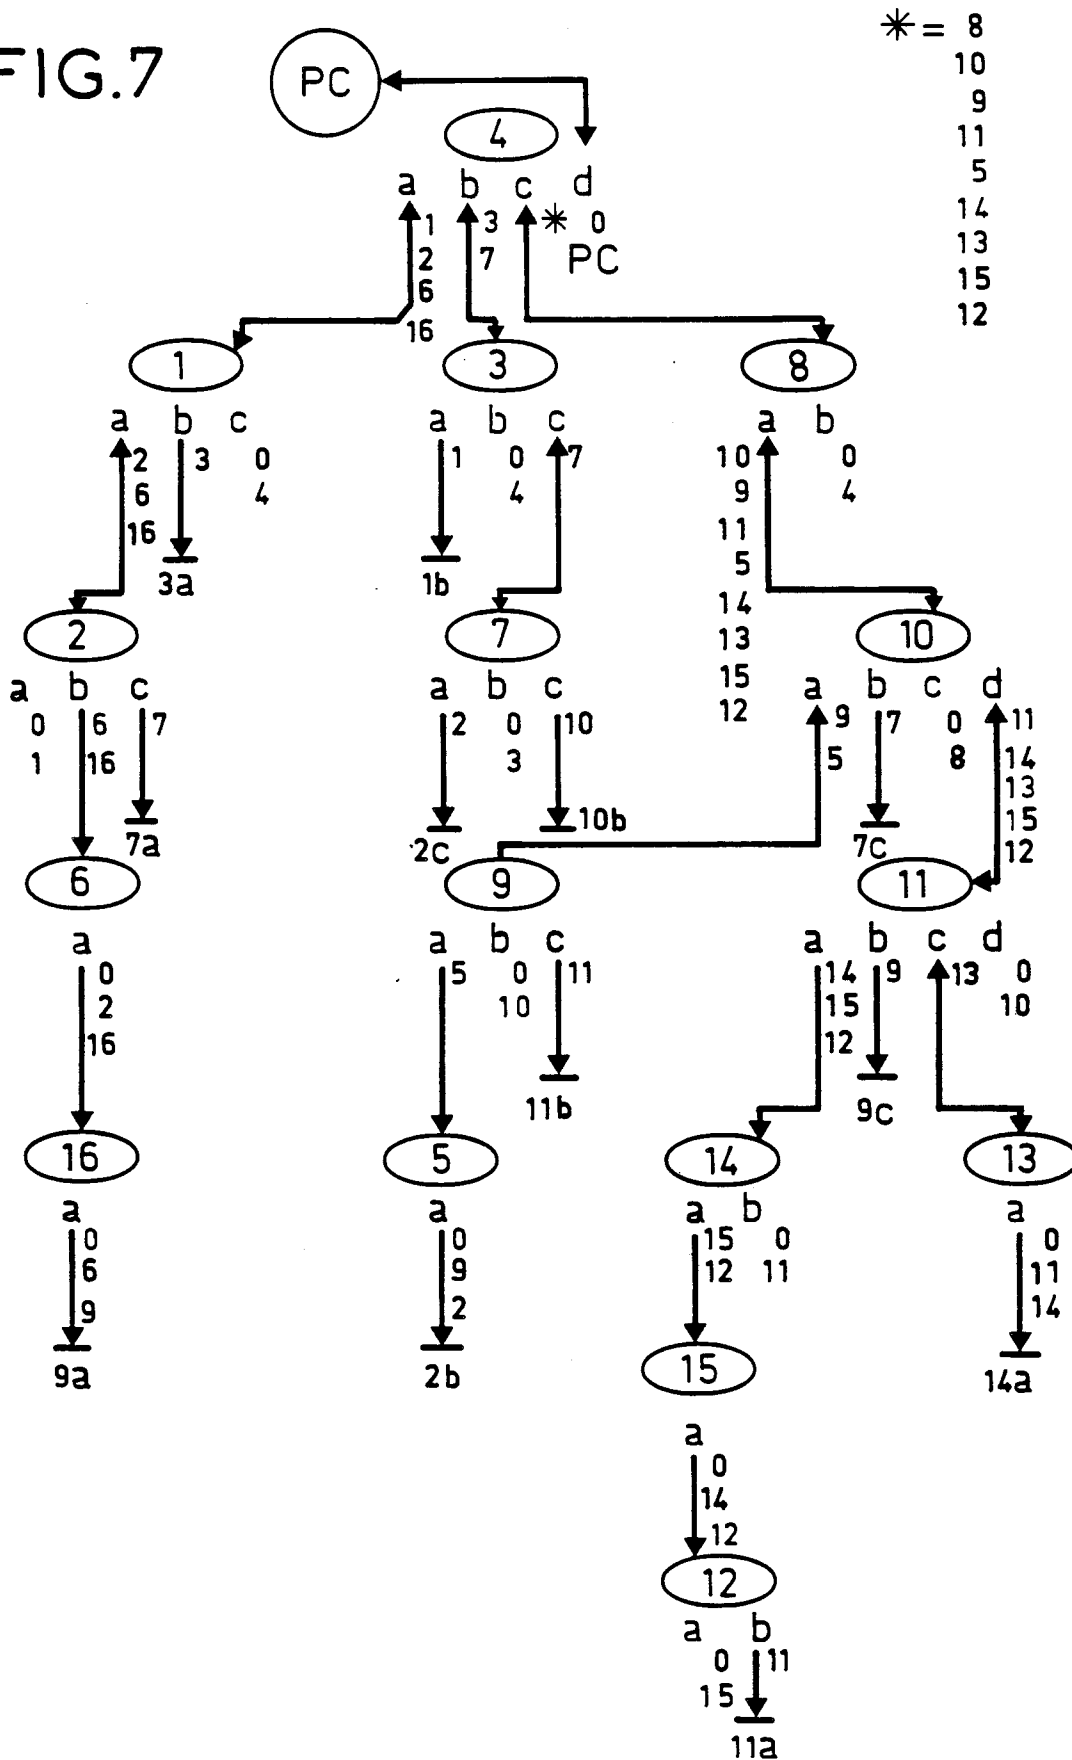 FIG.7
PC
* = 8
10
9
11
5
14
13
15
12
4
a b c d
1 3 * 0
2 7 PC
6
16
1 3 8
a b c
2 3 0
6 4
16
3a
a b c
1 0 7
4
1b
a b
10 0
9 4
11
5
14
13
15
12
2 7 10
a b c
0 6 7
1 16
7a
a b c
2 0 10
3
2c
10b
a b c d
9 7 0 11
5 8 14
13
15
12
7c
6 9 11
a
0
2
16
a b c
5 0 11
10
11b
a b c d
14 9 13 0
15 10
12
9c
16 5 14 13
a
0
6
9
9a
a
0
9
2
2b
a b
15 0
12 11
a
0
11
14
14a
15
a
0
14
12
12
a b
0 11
15
11a